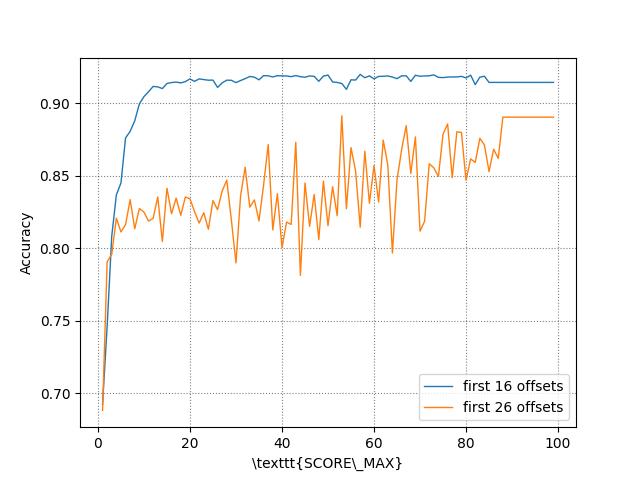 0.90
0.85
0.80
0.75
0.70
Accuracy
first 16 offsets
first 26 offsets
0 20 40 60 80 100
\texttt{SCORE\_MAX}